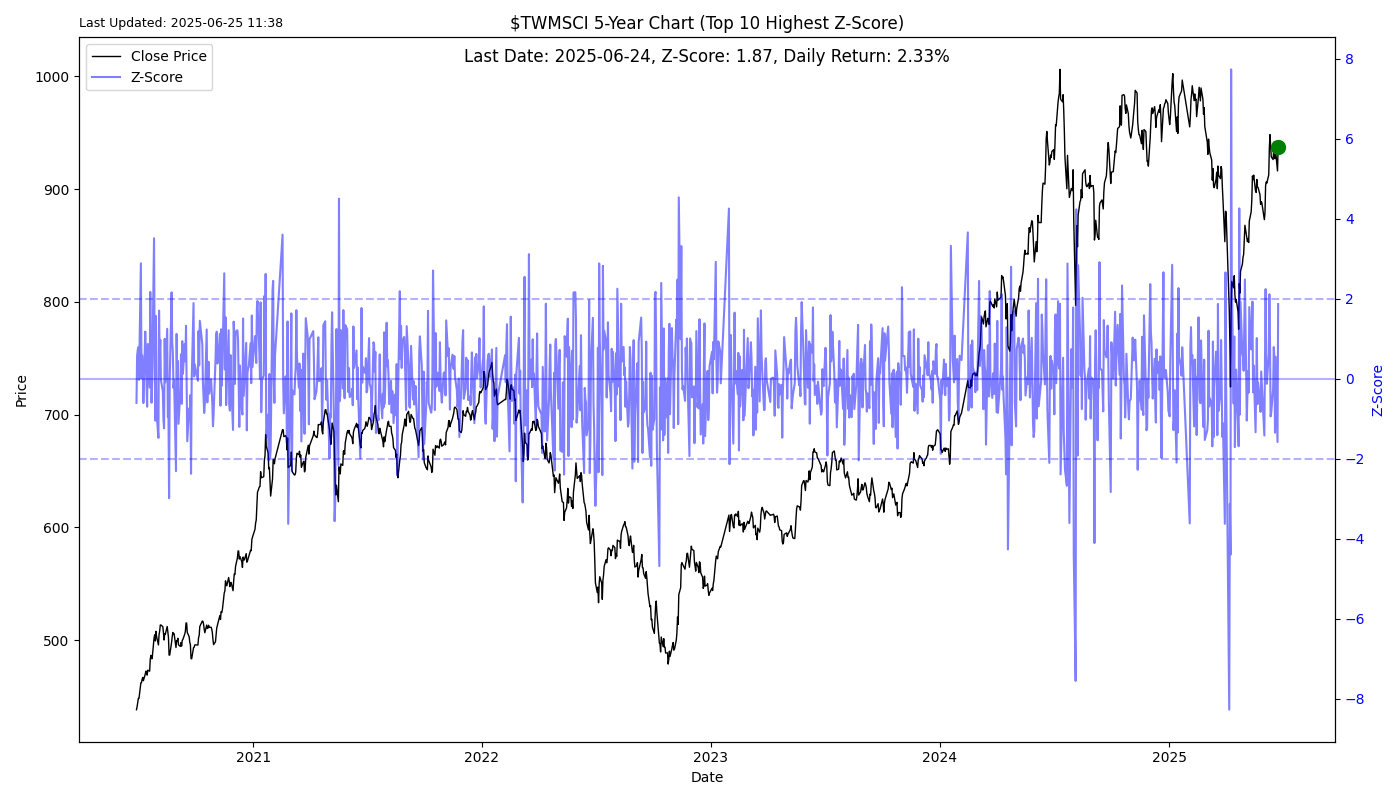 Last Updated: 2025-06-25 11:38
$TWMSCI 5-Year Chart (Top 10 Highest Z-Score)
Last Date: 2025-06-24, Z-Score: 1.87, Daily Return: 2.33%
Close Price
Z-Score
1000
900
800
700
600
500
Price
8
6
4
2
0
−2
−4
−6
−8
Z-Score
2021
2022
2023
2024
2025
Date